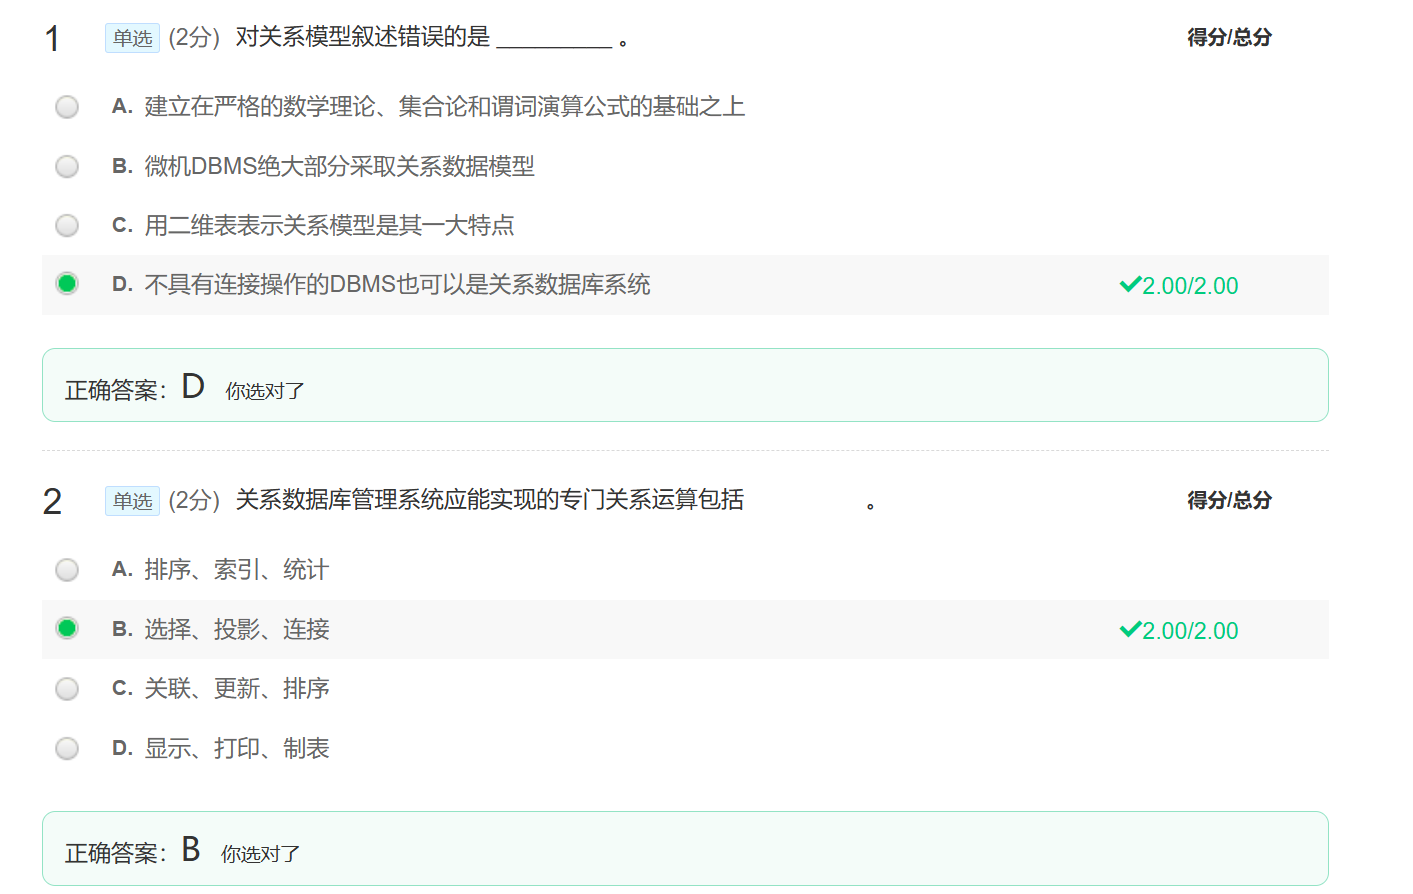 1 单选 (2分) 对关系模型叙述错误的是 __________ 。 得分/总分
A. 建立在严格的数学理论、集合论和谓词演算公式的基础之上
B. 微机DBMS绝大部分采取关系数据模型
C. 用二维表表示关系模型是其一大特点
D. 不具有连接操作的DBMS也可以是关系数据库系统 2.00/2.00
正确答案：D 你选对了
2 单选 (2分) 关系数据库管理系统应能实现的专门关系运算包括 。 得分/总分
A. 排序、索引、统计
B. 选择、投影、连接 2.00/2.00
C. 关联、更新、排序
D. 显示、打印、制表
正确答案：B 你选对了